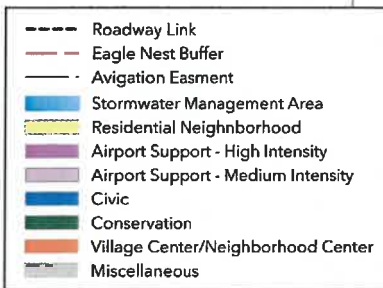 Roadway Link
Eagle Nest Buffer
Avigation Easment
Stormwater Management Area
Residential Neighnborhood
Airport Support - High Intensity
Airport Support - Medium Intensity
Civic
Conservation
Village Center/Neighborhood Center
Miscellaneous